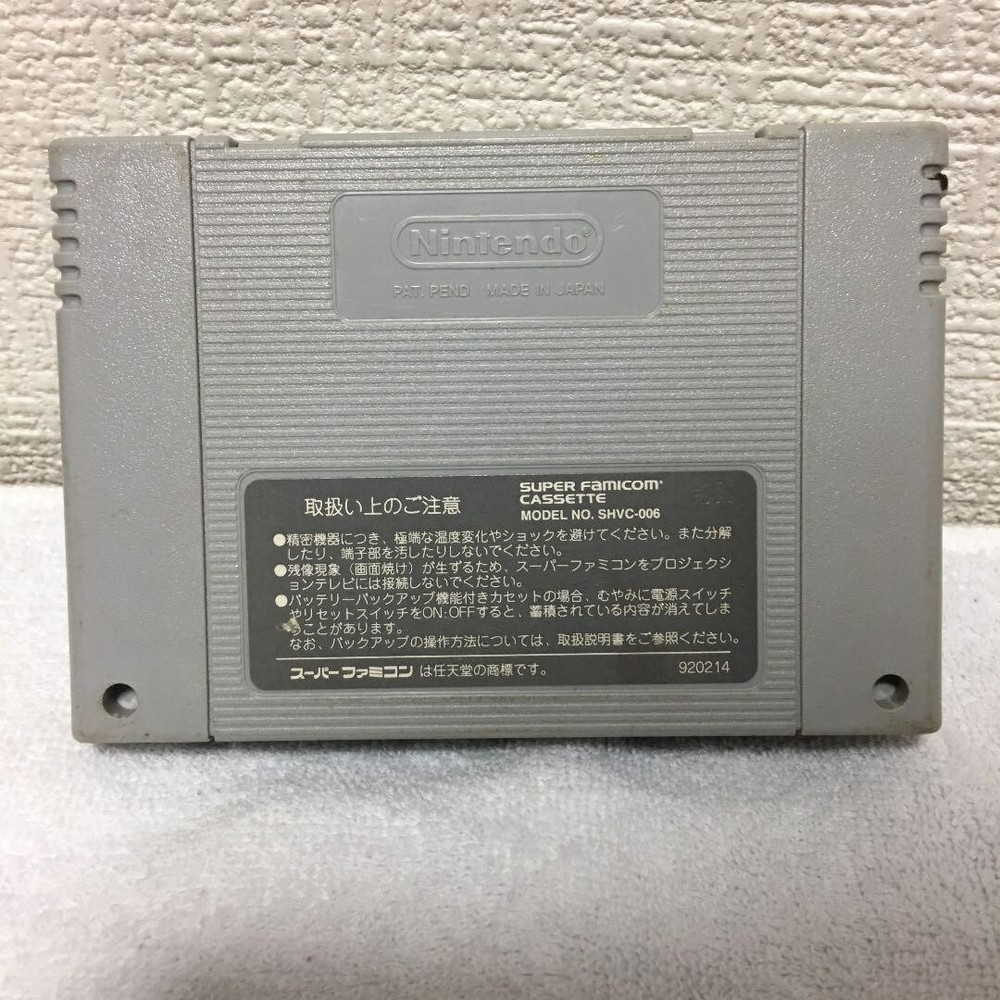 Nintendo
PAT. PEND MADE IN JAPAN
取扱い上のご注意
SUPER FAMICOM
CASSETTE
MODEL NO. SHVC-006
●精密機器につき、極端な温度変化やショックを避けてください。また分解
したり、端子部を汚したりしないでください。
●残像現象（画面焼け）が生ずるため、スーパーファミコンをプロジェクシ
ョンテレビには接続しないでください。
●バッテリーバックアップ機能付きカセットの場合、むやみに電源スイッチ
やリセットスイッチをON:OFFすると、蓄積されている内容が消えてしま
うことがあります。
なお、バックアップの操作方法については、取扱説明書をご参照ください。
スーパーファミコン は任天堂の商標です。 920214